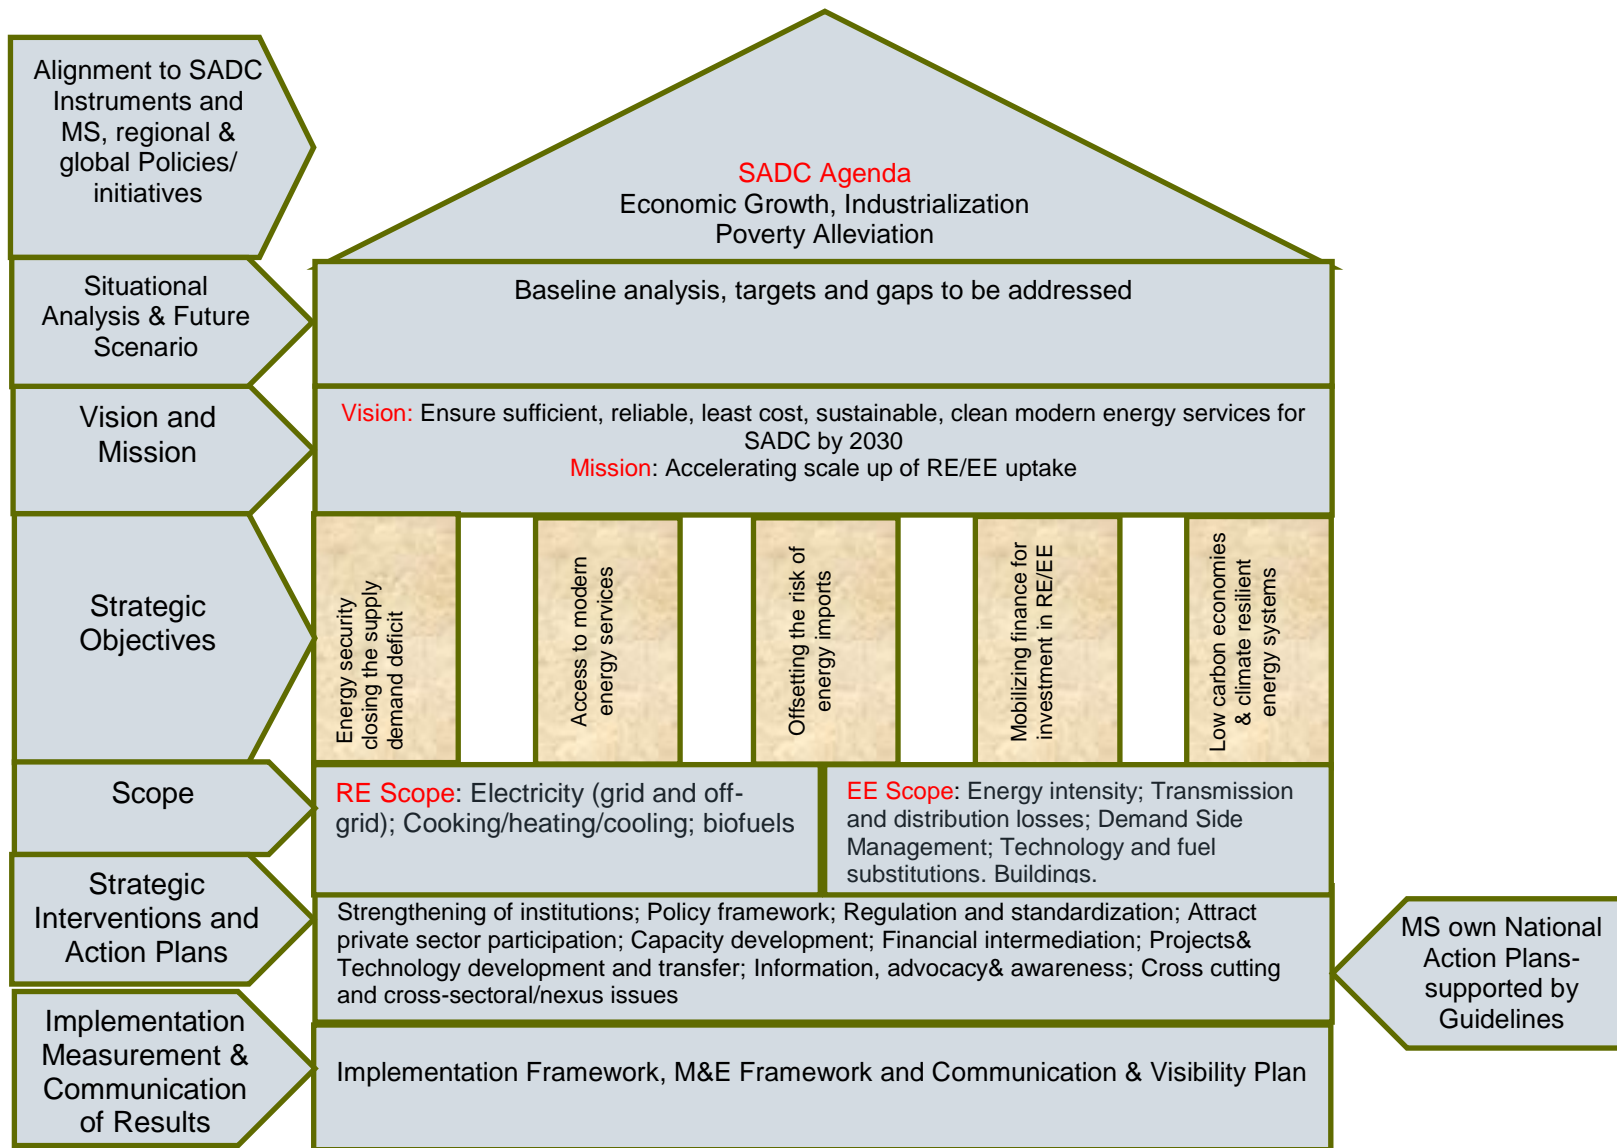 Alignment to SADC
Instruments and
MS, regional &
global Policies/
initiatives
SADC Agenda
Economic Growth, Industrialization
Poverty Alleviation
Situational
Analysis & Future
Scenario
Baseline analysis, targets and gaps to be addressed
Vision and
Mission
Vision: Ensure sufficient, reliable, least cost, sustainable, clean modern energy services for
SADC by 2030
Mission: Accelerating scale up of RE/EE uptake
Strategic
Objectives
Energy security
closing the supply
demand deficit
Access to modern
energy services
Offsetting the risk of
energy imports
Mobilizing finance for
investment in RE/EE
Low carbon economies
& climate resilient
energy systems
Scope
RE Scope: Electricity (grid and off-
grid); Cooking/heating/cooling; biofuels
EE Scope: Energy intensity; Transmission
and distribution losses; Demand Side
Management; Technology and fuel
substitutions. Buildings.
Strategic
Interventions and
Action Plans
Strengthening of institutions; Policy framework; Regulation and standardization; Attract
private sector participation; Capacity development; Financial intermediation; Projects&
Technology development and transfer; Information, advocacy& awareness; Cross cutting
and cross-sectoral/nexus issues
MS own National
Action Plans-
supported by
Guidelines
Implementation
Measurement &
Communication
of Results
Implementation Framework, M&E Framework and Communication & Visibility Plan